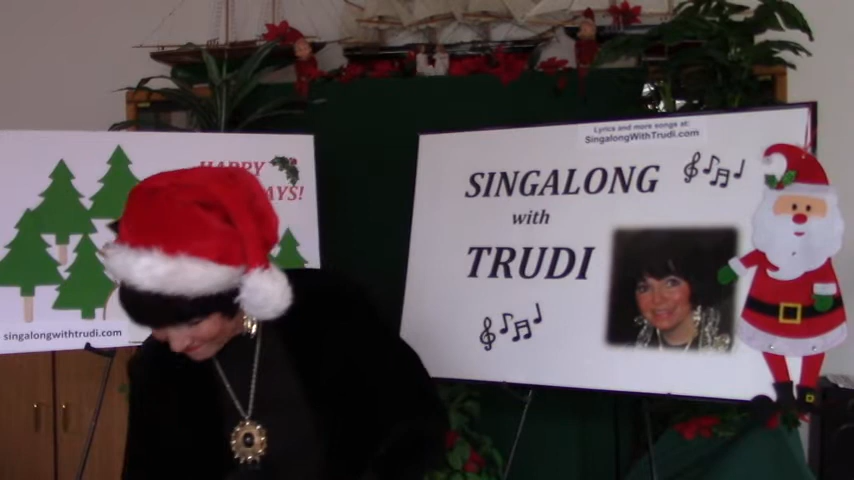 HAPPY
AYS!
singalongwithtrudi.com
Lyrics and more songs at:
SingalongWithTrudi.com
SINGALONG
with
TRUDI